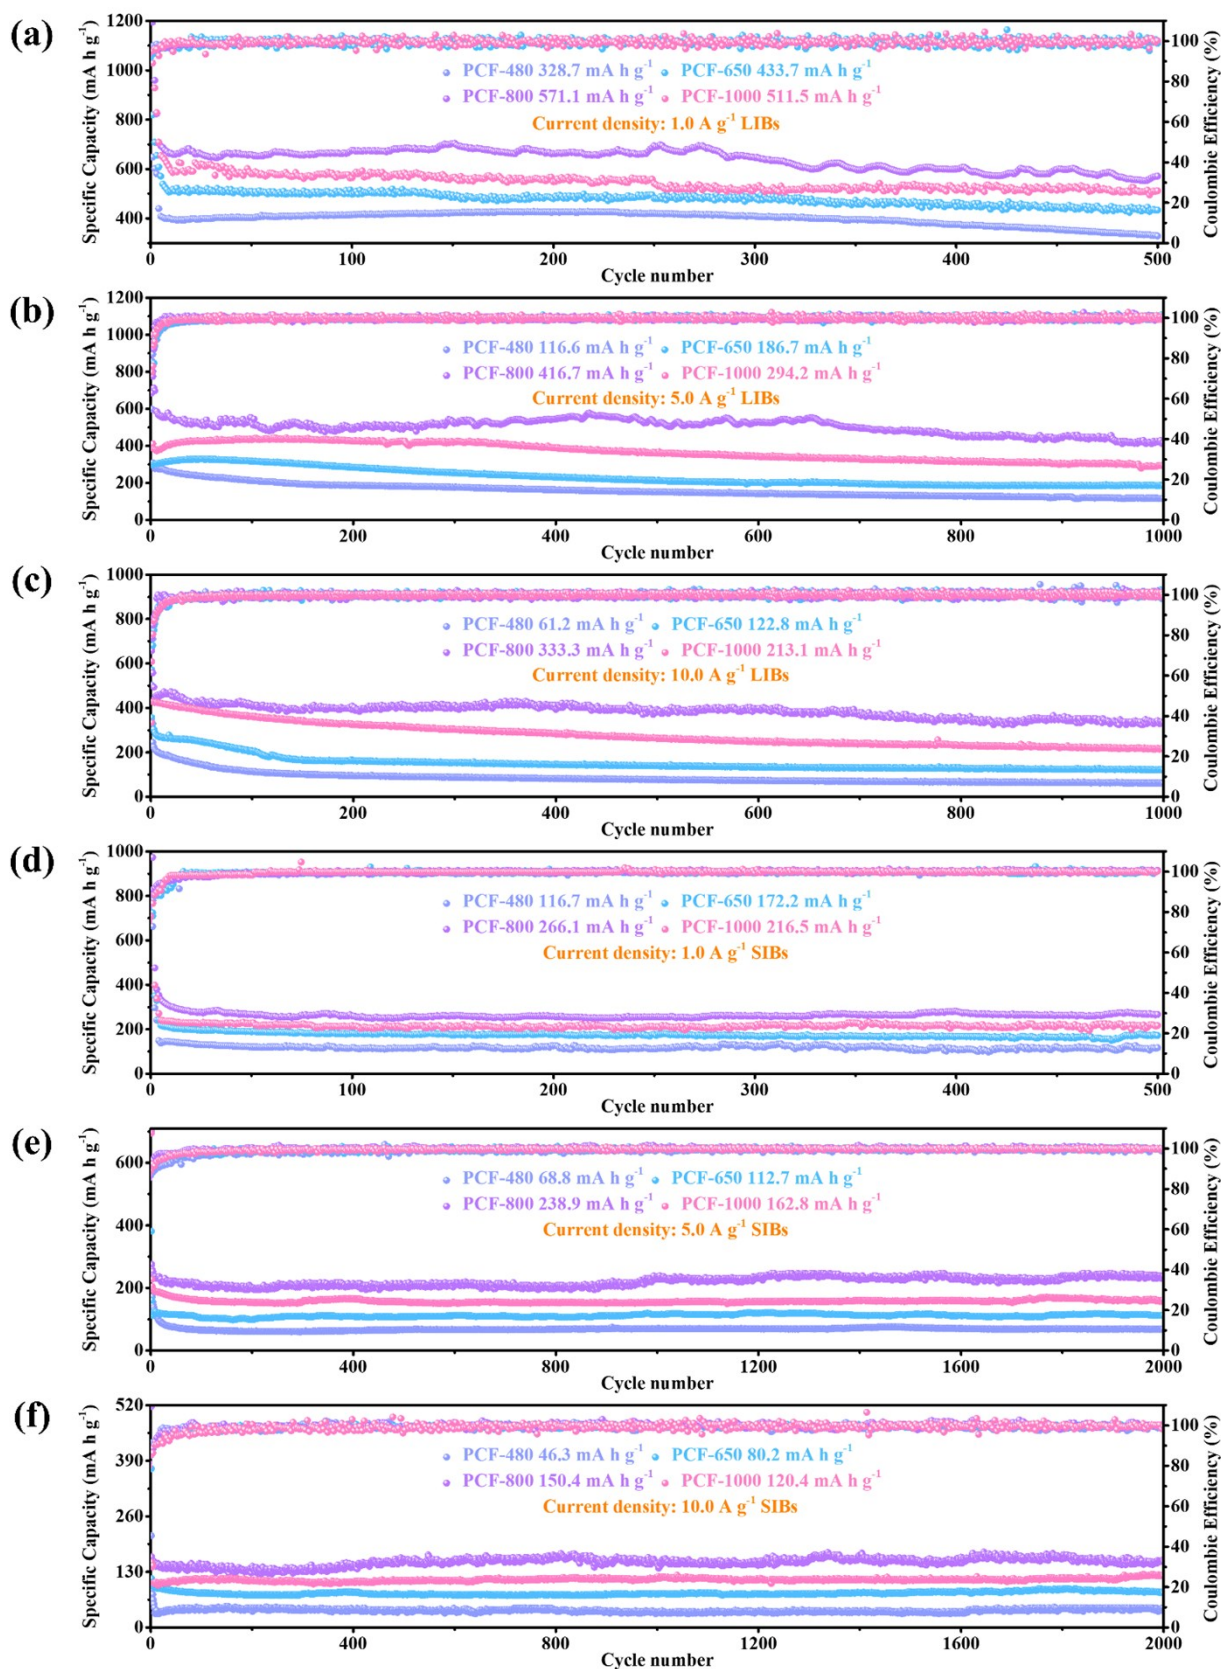 (a)
Specific Capacity (mA h g⁻¹)
1200
1000
800
600
400
PCF-480 328.7 mA h g⁻¹ PCF-650 433.7 mA h g⁻¹
PCF-800 571.1 mA h g⁻¹ PCF-1000 511.5 mA h g⁻¹
Current density: 1.0 A g⁻¹ LIBs
100
80
60
40
20
0
Coulombic Efficiency (%)
0 100 200 300 400 500
Cycle number
(b)
Specific Capacity (mA h g⁻¹)
1200
1000
800
600
400
200
0
PCF-480 116.6 mA h g⁻¹ PCF-650 186.7 mA h g⁻¹
PCF-800 416.7 mA h g⁻¹ PCF-1000 294.2 mA h g⁻¹
Current density: 5.0 A g⁻¹ LIBs
100
80
60
40
20
0
Coulombic Efficiency (%)
0 200 400 600 800 1000
Cycle number
(c)
Specific Capacity (mA h g⁻¹)
1000
800
600
400
200
0
PCF-480 61.2 mA h g⁻¹ PCF-650 122.8 mA h g⁻¹
PCF-800 333.3 mA h g⁻¹ PCF-1000 213.1 mA h g⁻¹
Current density: 10.0 A g⁻¹ LIBs
100
80
60
40
20
0
Coulombic Efficiency (%)
0 200 400 600 800 1000
Cycle number
(d)
Specific Capacity (mA h g⁻¹)
1000
800
600
400
200
0
PCF-480 116.7 mA h g⁻¹ PCF-650 172.2 mA h g⁻¹
PCF-800 266.1 mA h g⁻¹ PCF-1000 216.5 mA h g⁻¹
Current density: 1.0 A g⁻¹ SIBs
100
80
60
40
20
0
Coulombic Efficiency (%)
0 100 200 300 400 500
Cycle number
(e)
Specific Capacity (mA h g⁻¹)
600
400
200
0
PCF-480 68.8 mA h g⁻¹ PCF-650 112.7 mA h g⁻¹
PCF-800 238.9 mA h g⁻¹ PCF-1000 162.8 mA h g⁻¹
Current density: 5.0 A g⁻¹ SIBs
100
80
60
40
20
0
Coulombic Efficiency (%)
0 400 800 1200 1600 2000
Cycle number
(f)
Specific Capacity (mA h g⁻¹)
520
390
260
130
0
PCF-480 46.3 mA h g⁻¹ PCF-650 80.2 mA h g⁻¹
PCF-800 150.4 mA h g⁻¹ PCF-1000 120.4 mA h g⁻¹
Current density: 10.0 A g⁻¹ SIBs
100
80
60
40
20
0
Coulombic Efficiency (%)
0 400 800 1200 1600 2000
Cycle number